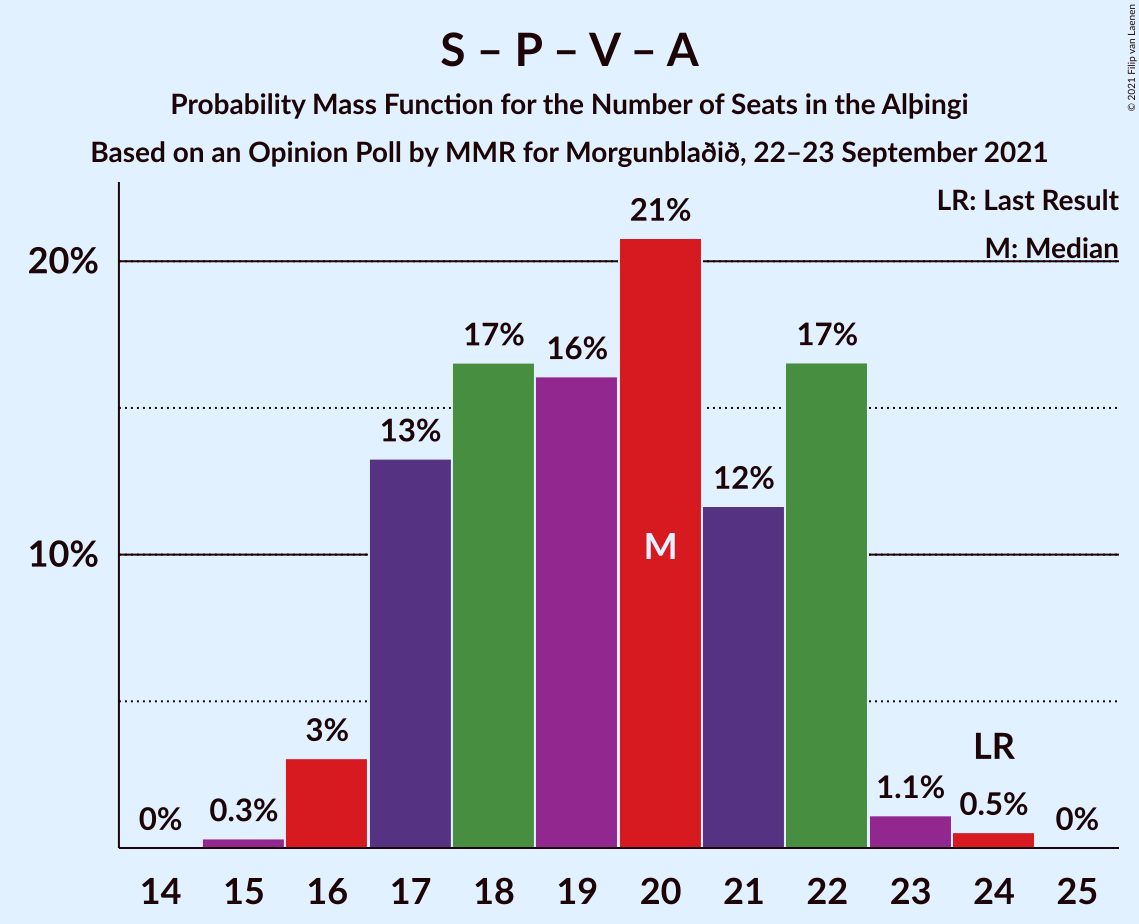 S – P – V – A
Probability Mass Function for the Number of Seats in the Alþingi
Based on an Opinion Poll by MMR for Morgunblaðið, 22–23 September 2021
© 2021 Filip van Laenen
LR: Last Result
M: Median
20%
10%
0%
0.3%
3%
13%
17%
16%
21%
12%
17%
1.1%
0.5%
0%
M
LR
14 15 16 17 18 19 20 21 22 23 24 25